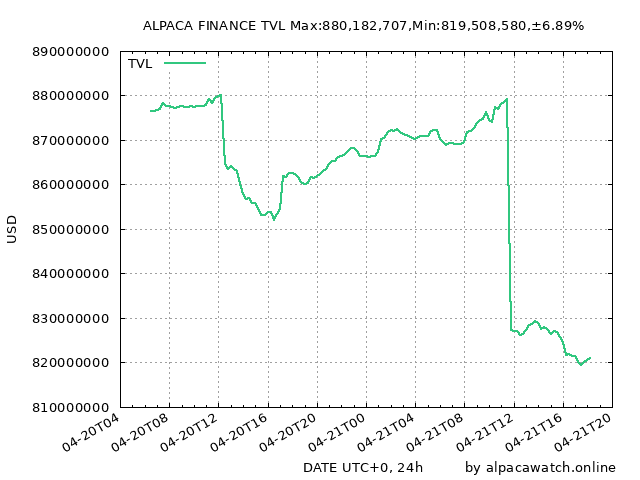 ALPACA FINANCE TVL Max:880,182,707,Min:819,508,580,±6.89%
TVL
890000000
880000000
870000000
860000000
850000000
840000000
830000000
820000000
810000000
USD
04-20T04
04-20T08
04-20T12
04-20T16
04-20T20
04-21T00
04-21T04
04-21T08
04-21T12
04-21T16
04-21T20
DATE UTC+0, 24h
by alpacawatch.online